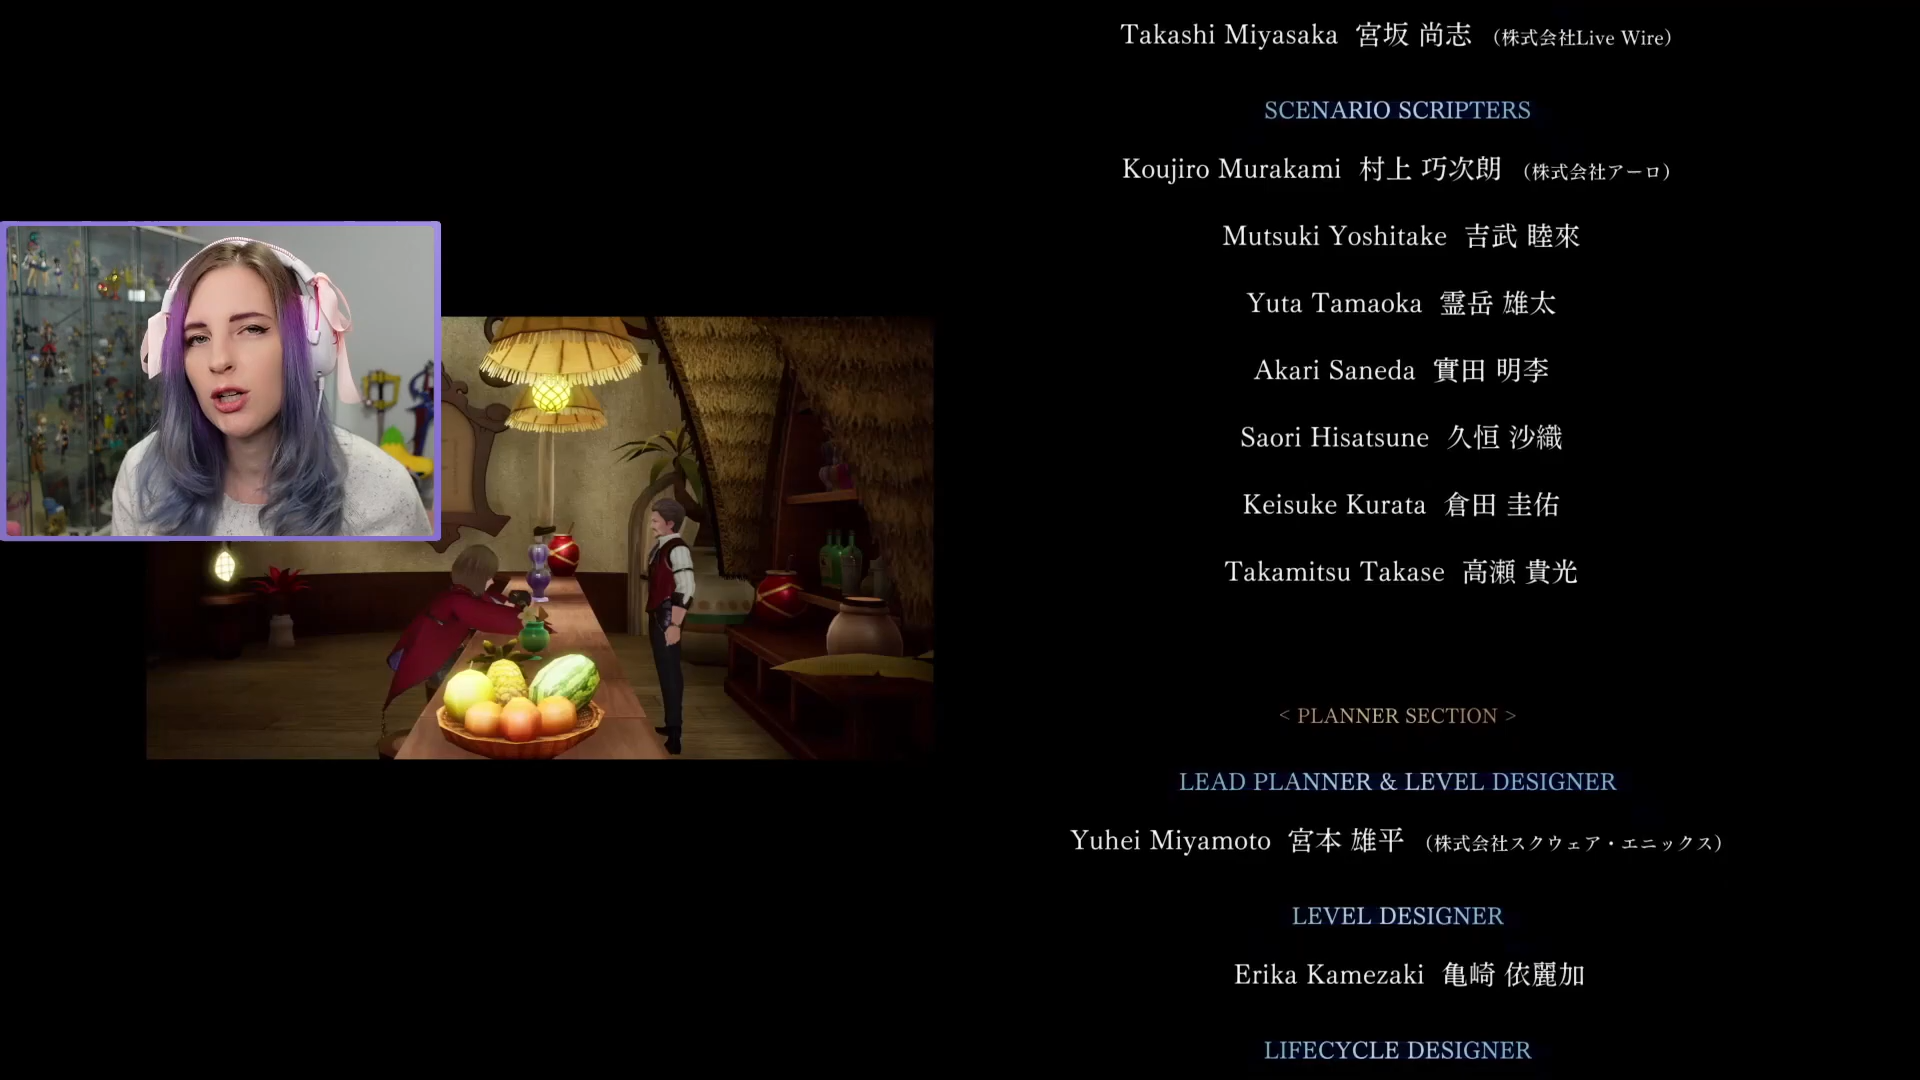 Takashi Miyasaka 宮坂 尚志 (株式会社Live Wire)
SCENARIO SCRIPTERS
Koujiro Murakami 村上 巧次朗 (株式会社アーロ)
Mutsuki Yoshitake 吉武 睦來
Yuta Tamaoka 霊岳 雄太
Akari Saneda 實田 明李
Saori Hisatsune 久恒 沙織
Keisuke Kurata 倉田 圭佑
Takamitsu Takase 高瀬 貴光
< PLANNER SECTION >
LEAD PLANNER & LEVEL DESIGNER
Yuhei Miyamoto 宮本 雄平 (株式会社スクウェア・エニックス)
LEVEL DESIGNER
Erika Kamezaki 亀崎 依麗加
LIFECYCLE DESIGNER